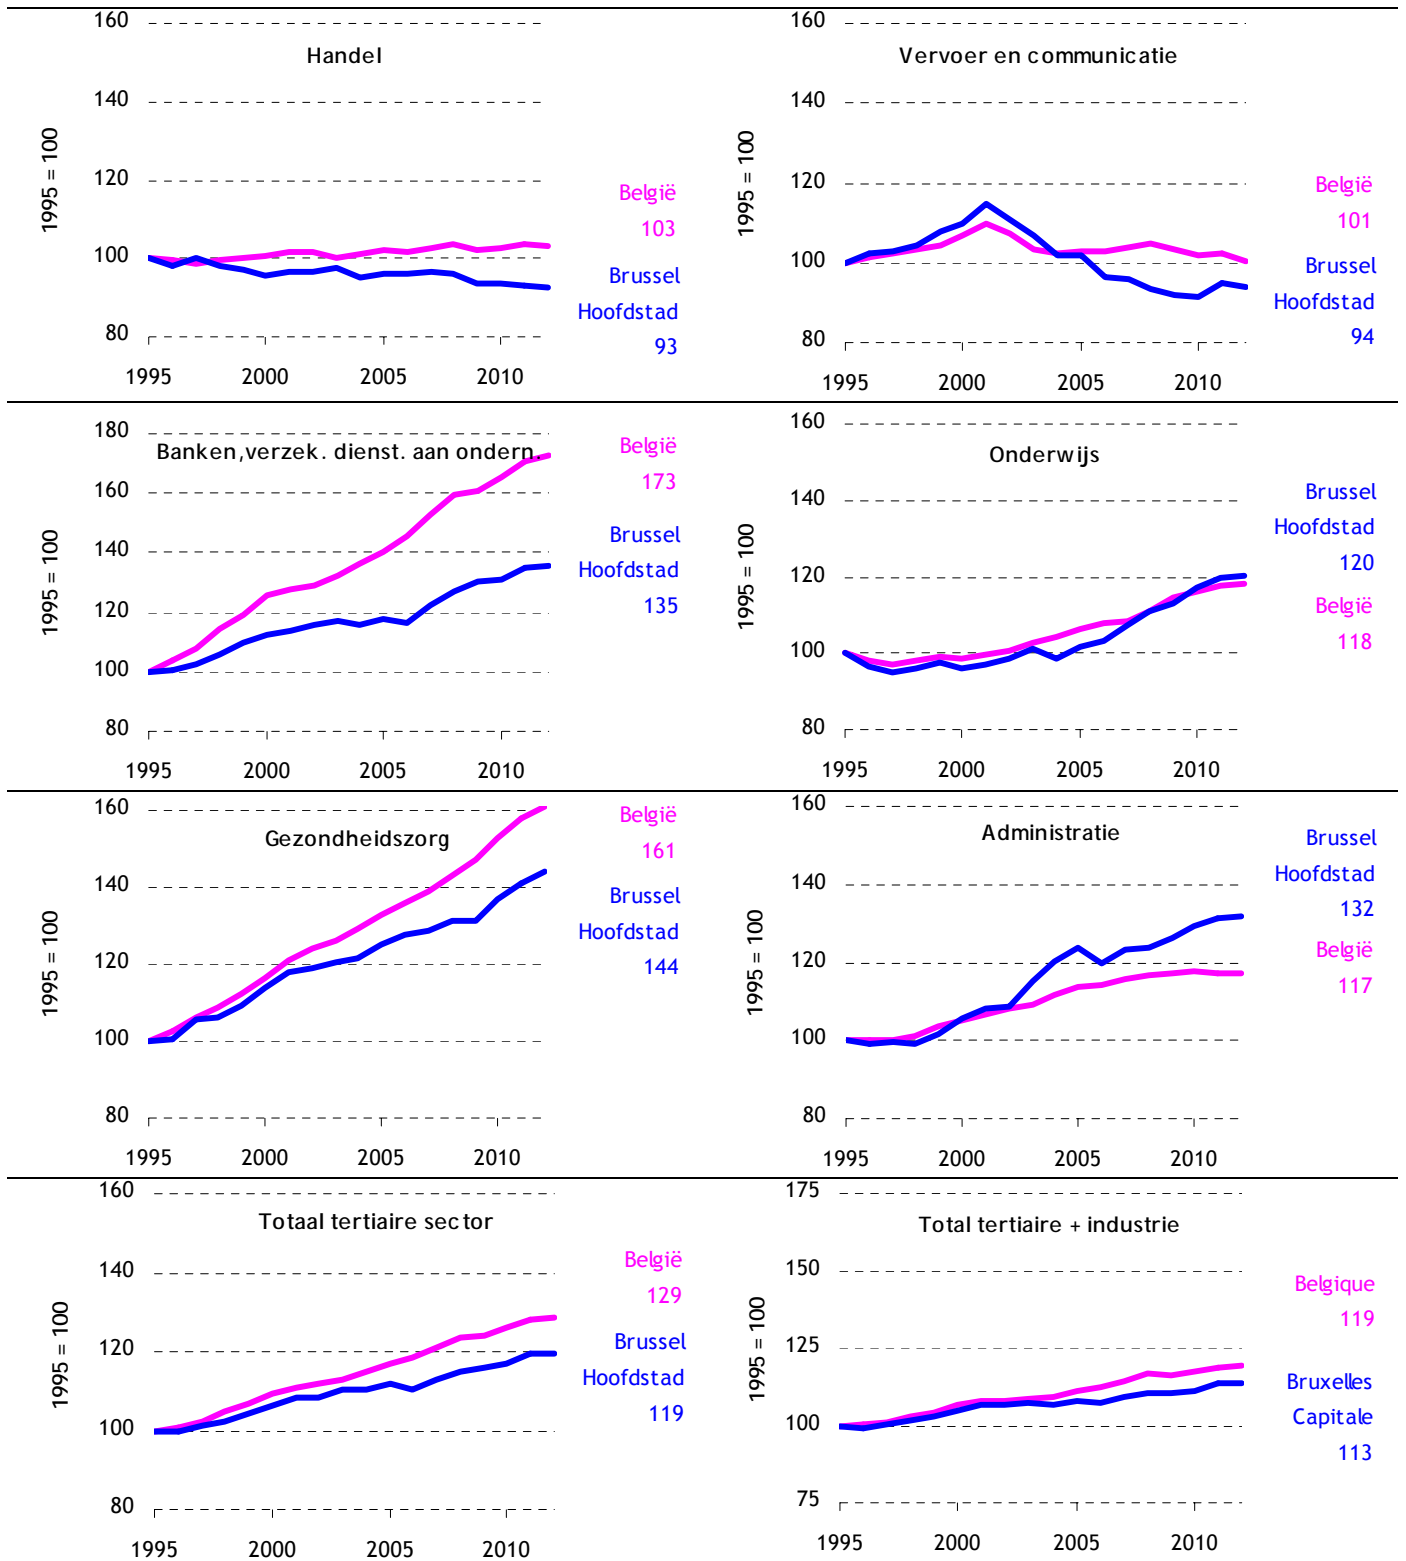 160
Handel
140
1995 = 100
120
België
103
100
Brussel
Hoofdstad
93
80
1995 2000 2005 2010
160
Vervoer en communicatie
140
1995 = 100
120
België
101
100
Brussel
Hoofdstad
94
80
1995 2000 2005 2010
180
Banken,verzek. dienst. aan ondern.
België
173
160
1995 = 100
140
Brussel
Hoofdstad
135
120
100
80
1995 2000 2005 2010
160
Onderwijs
140
1995 = 100
Brussel
Hoofdstad
120
120
België
118
100
80
1995 2000 2005 2010
160
Gezondheidszorg
België
161
140
1995 = 100
Brussel
Hoofdstad
144
120
100
80
1995 2000 2005 2010
160
Administratie
140
1995 = 100
Brussel
Hoofdstad
132
120
België
117
100
80
1995 2000 2005 2010
160
Totaal tertiaire sector
140
1995 = 100
België
129
120
Brussel
Hoofdstad
119
100
80
1995 2000 2005 2010
175
Total tertiaire + industrie
150
1995 = 100
Belgique
119
125
Bruxelles
Capitale
113
100
75
1995 2000 2005 2010